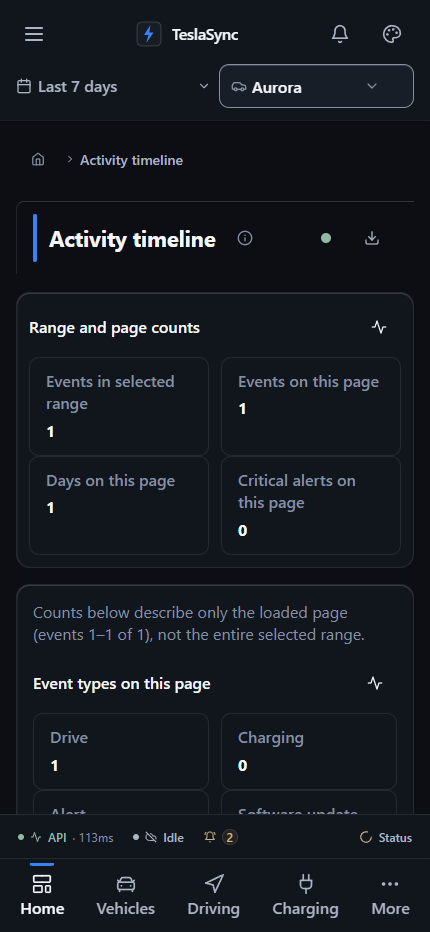 TeslaSync
Last 7 days
Aurora
Activity timeline
Activity timeline
Range and page counts
Events in selected
range
1
Events on this page
1
Days on this page
1
Critical alerts on
this page
0
Counts below describe only the loaded page
(events 1–1 of 1), not the entire selected range.
Event types on this page
Drive
1
Charging
0
Alert
Software update
API · 113ms
Idle
2
Status
Home
Vehicles
Driving
Charging
More